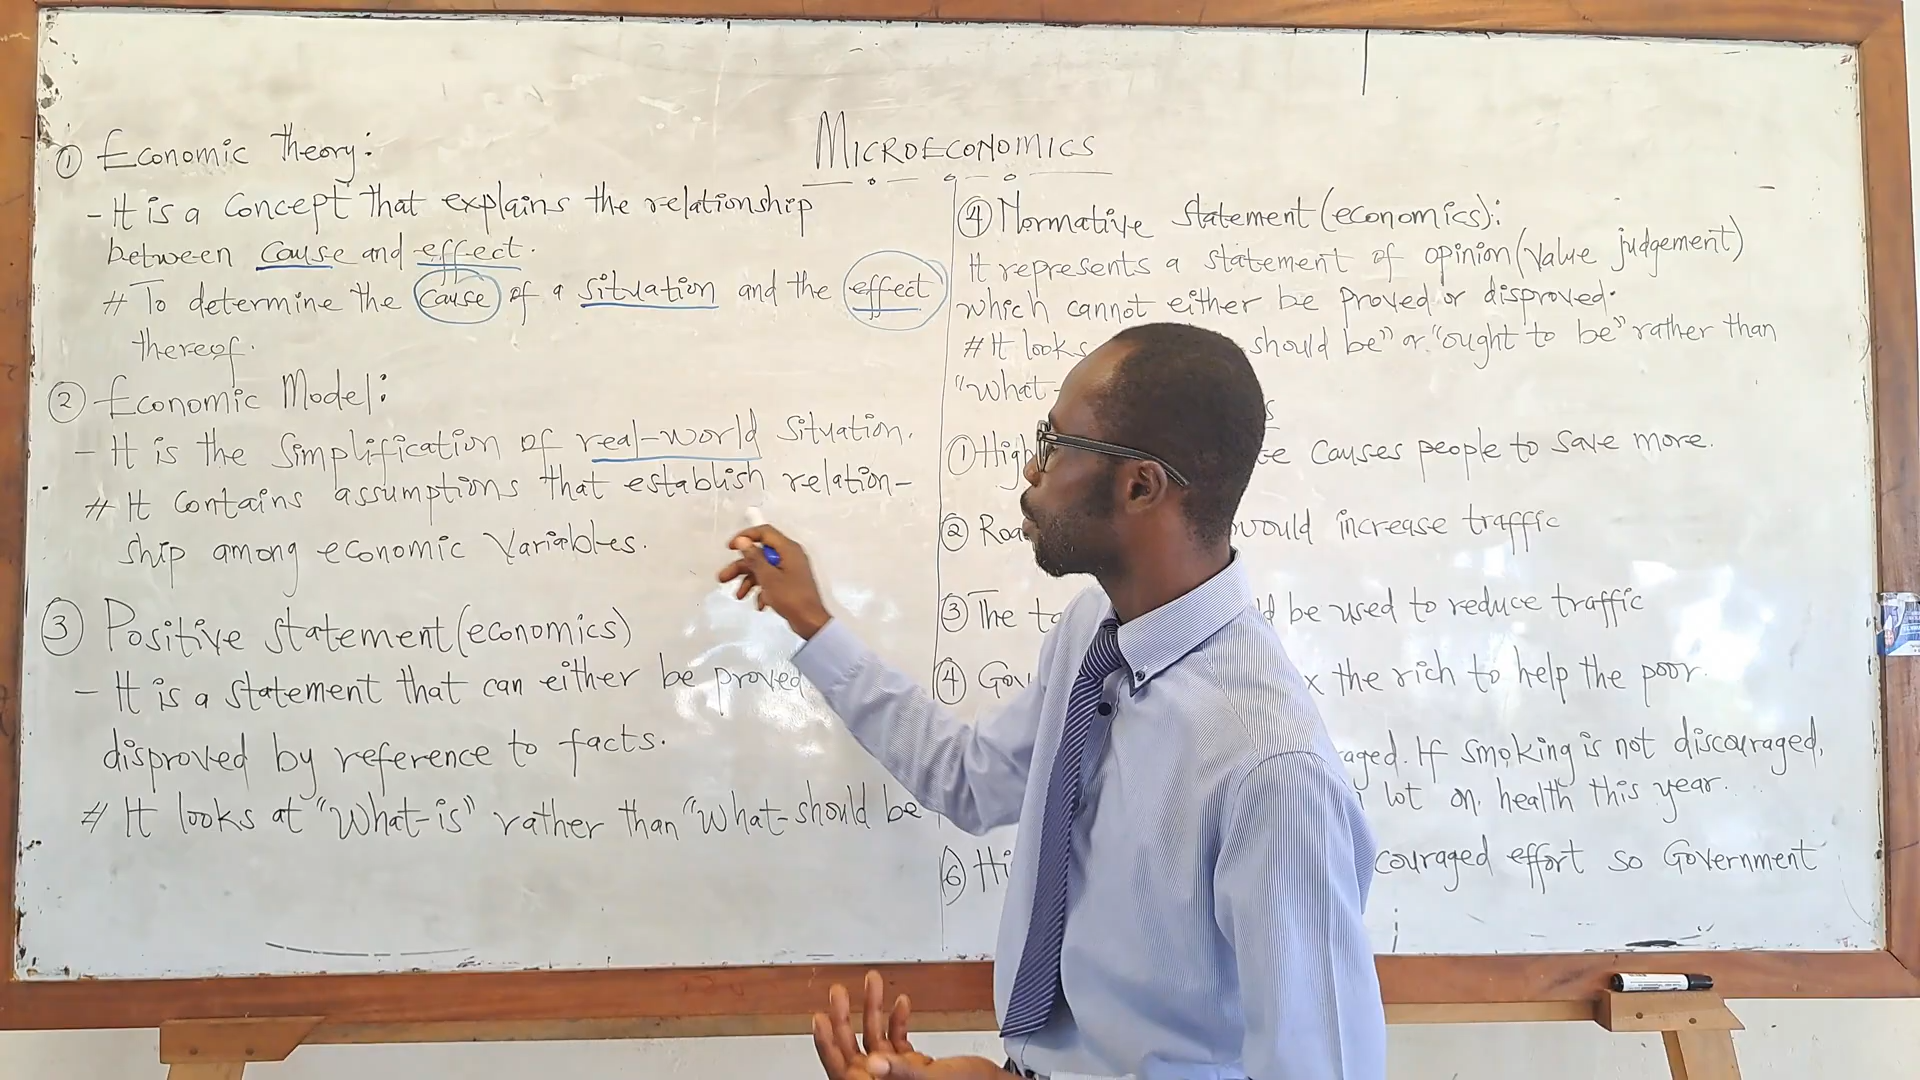 MICROECONOMICS
① Economic theory:
- It is a concept that explains the relationship
between cause and effect.
# To determine the cause of a situation and the effect
thereof.
② Economic Model:
- It is the simplification of real-world situation.
# It contains assumptions that establish relation-
ship among economic variables.
③ Positive statement (economics)
- It is a statement that can either be proved
disproved by reference to facts.
# It looks at "What-is" rather than "what-should be
④ Normative statement (economics):
It represents a statement of opinion (value judgement)
which cannot either be proved or disproved.
# It looks should be" or "ought to be" rather than
"what-
① High causes people to save more.
② would increase traffic
③ The be used to reduce traffic
④ the rich to help the poor.
If smoking is not discouraged,
lot on health this year.
⑥ effort so Government